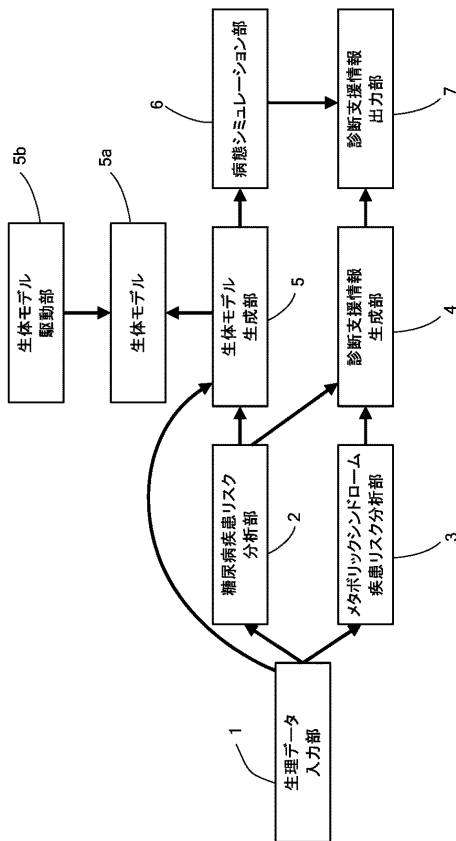 1
生理データ
入力部
2
糖尿病疾患リスク
分析部
3
メタボリックシンドローム
疾患リスク分析部
5b
生体モデル
駆動部
5a
生体モデル
5
生体モデル
生成部
4
診断支援情報
生成部
6
病態シミュレーション部
7
診断支援情報
出力部